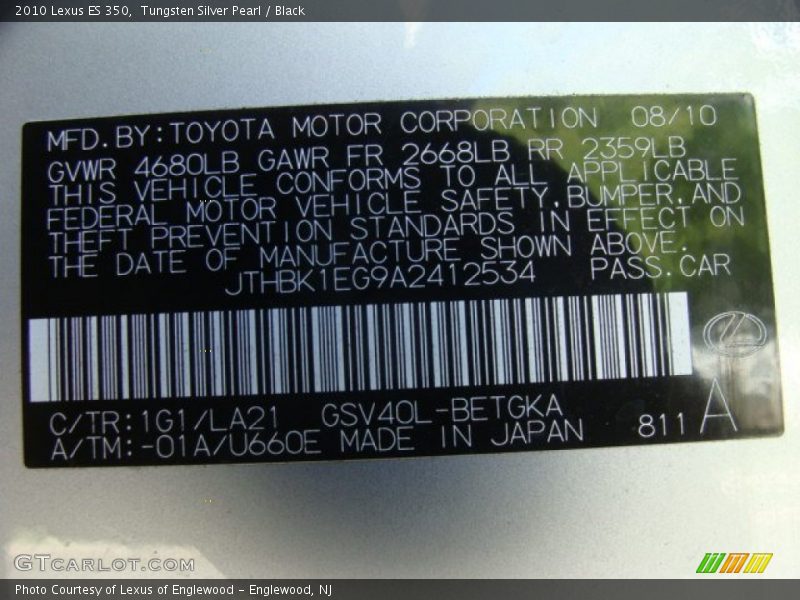 2010 Lexus ES 350,  Tungsten Silver Pearl / Black
MFD.BY:TOYOTA MOTOR CORPORATION 08/10
GVWR 4680LB GAWR FR 2668LB RR 2359LB
THIS VEHICLE CONFORMS TO ALL APPLICABLE
FEDERAL MOTOR VEHICLE SAFETY,BUMPER,AND
THEFT PREVENTION STANDARDS IN EFFECT ON
THE DATE OF MANUFACTURE SHOWN ABOVE.
JTHBK1EG9A2412534 PASS.CAR
C/TR:1G1/LA21 GSV40L-BETGKA
A/TM:-01A/U660E MADE IN JAPAN 811 A
GTCARLOT.COM
Photo Courtesy of Lexus of Englewood - Englewood, NJ